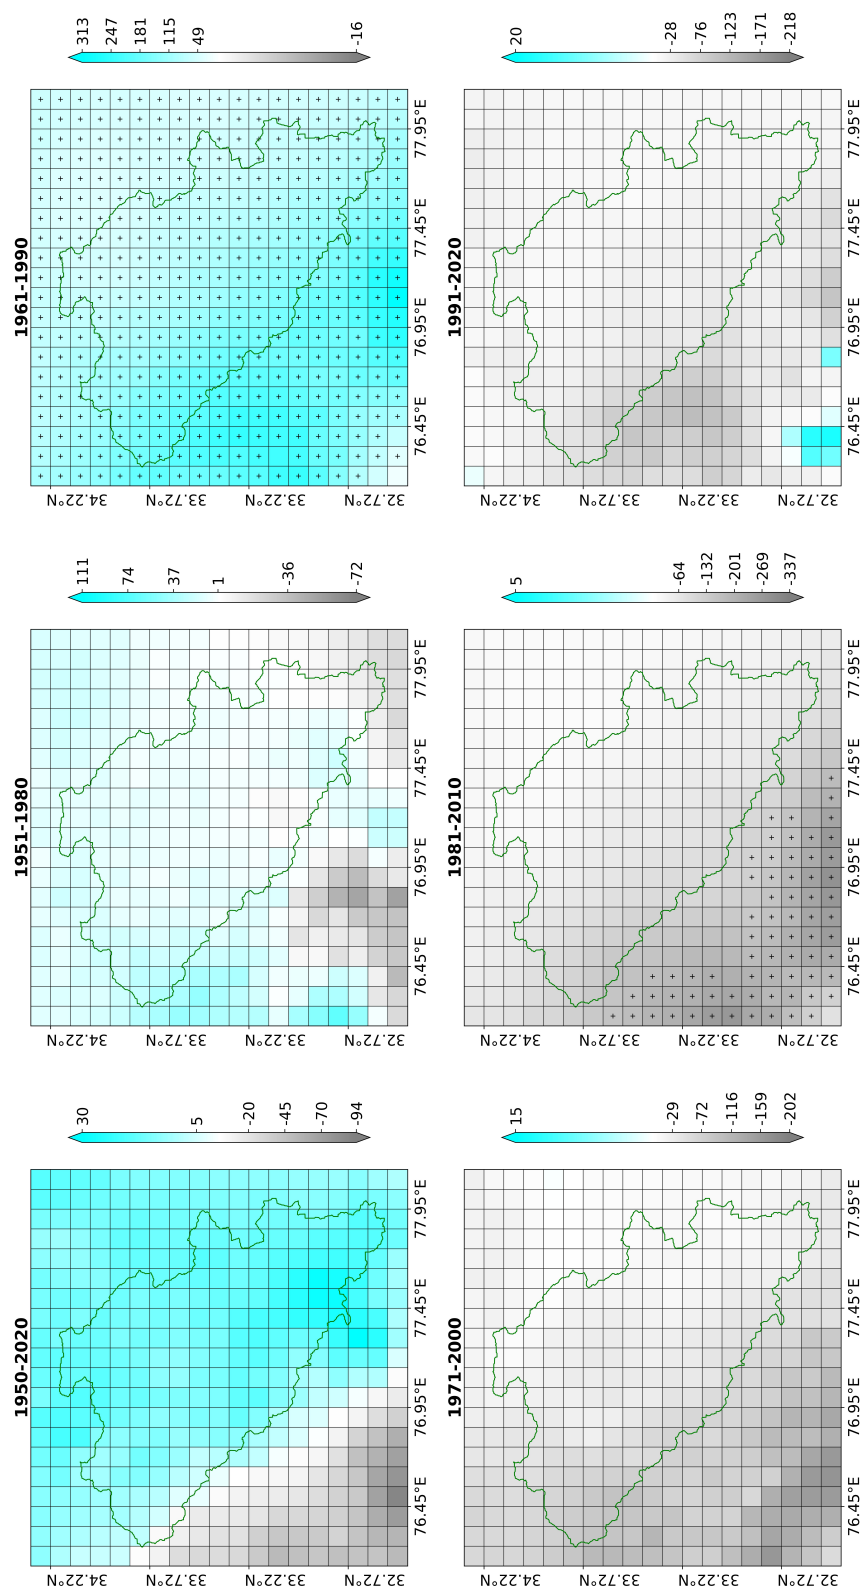 1950-2020
34.22°N
33.72°N
33.22°N
32.72°N
76.45°E
76.95°E
77.45°E
77.95°E
30
5
-20
-45
-70
-94
1951-1980
34.22°N
33.72°N
33.22°N
32.72°N
76.45°E
76.95°E
77.45°E
77.95°E
111
74
37
1
-36
-72
1961-1990
34.22°N
33.72°N
33.22°N
32.72°N
76.45°E
76.95°E
77.45°E
77.95°E
313
247
181
115
49
-16
1971-2000
34.22°N
33.72°N
33.22°N
32.72°N
76.45°E
76.95°E
77.45°E
77.95°E
15
-29
-72
-116
-159
-202
1981-2010
34.22°N
33.72°N
33.22°N
32.72°N
76.45°E
76.95°E
77.45°E
77.95°E
5
-64
-132
-201
-269
-337
1991-2020
34.22°N
33.72°N
33.22°N
32.72°N
76.45°E
76.95°E
77.45°E
77.95°E
20
-28
-76
-123
-171
-218